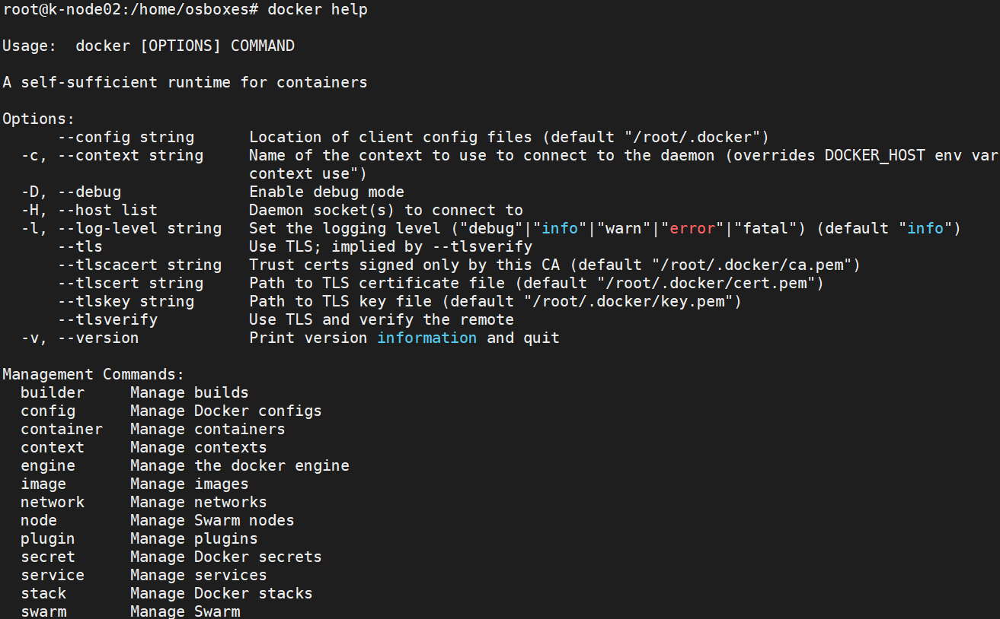 root@k-node02:/home/osboxes# docker help
Usage:  docker [OPTIONS] COMMAND
A self-sufficient runtime for containers
Options:
      --config string      Location of client config files (default "/root/.docker")
  -c, --context string     Name of the context to use to connect to the daemon (overrides DOCKER_HOST env var
                           context use")
  -D, --debug              Enable debug mode
  -H, --host list          Daemon socket(s) to connect to
  -l, --log-level string   Set the logging level ("debug"|"info"|"warn"|"error"|"fatal") (default "info")
      --tls                Use TLS; implied by --tlsverify
      --tlscacert string   Trust certs signed only by this CA (default "/root/.docker/ca.pem")
      --tlscert string     Path to TLS certificate file (default "/root/.docker/cert.pem")
      --tlskey string      Path to TLS key file (default "/root/.docker/key.pem")
      --tlsverify          Use TLS and verify the remote
  -v, --version            Print version information and quit
Management Commands:
  builder     Manage builds
  config      Manage Docker configs
  container   Manage containers
  context     Manage contexts
  engine      Manage the docker engine
  image       Manage images
  network     Manage networks
  node        Manage Swarm nodes
  plugin      Manage plugins
  secret      Manage Docker secrets
  service     Manage services
  stack       Manage Docker stacks
  swarm       Manage Swarm